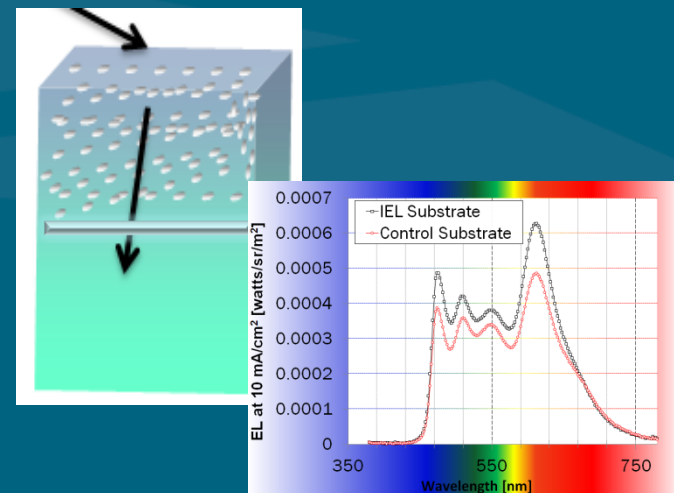 EL at 10 mA/cm² [watts/sr/m²]
0.0007
0.0006
0.0005
0.0004
0.0003
0.0002
0.0001
0
IEL Substrate
Control Substrate
350 550 750
Wavelength [nm]